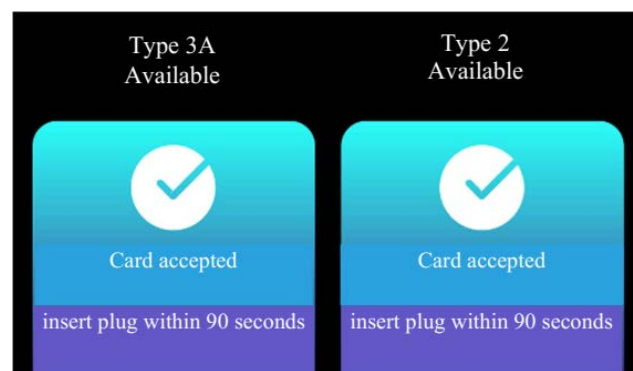 Type 3A
Available
Card accepted
insert plug within 90 seconds
Type 2
Available
Card accepted
insert plug within 90 seconds